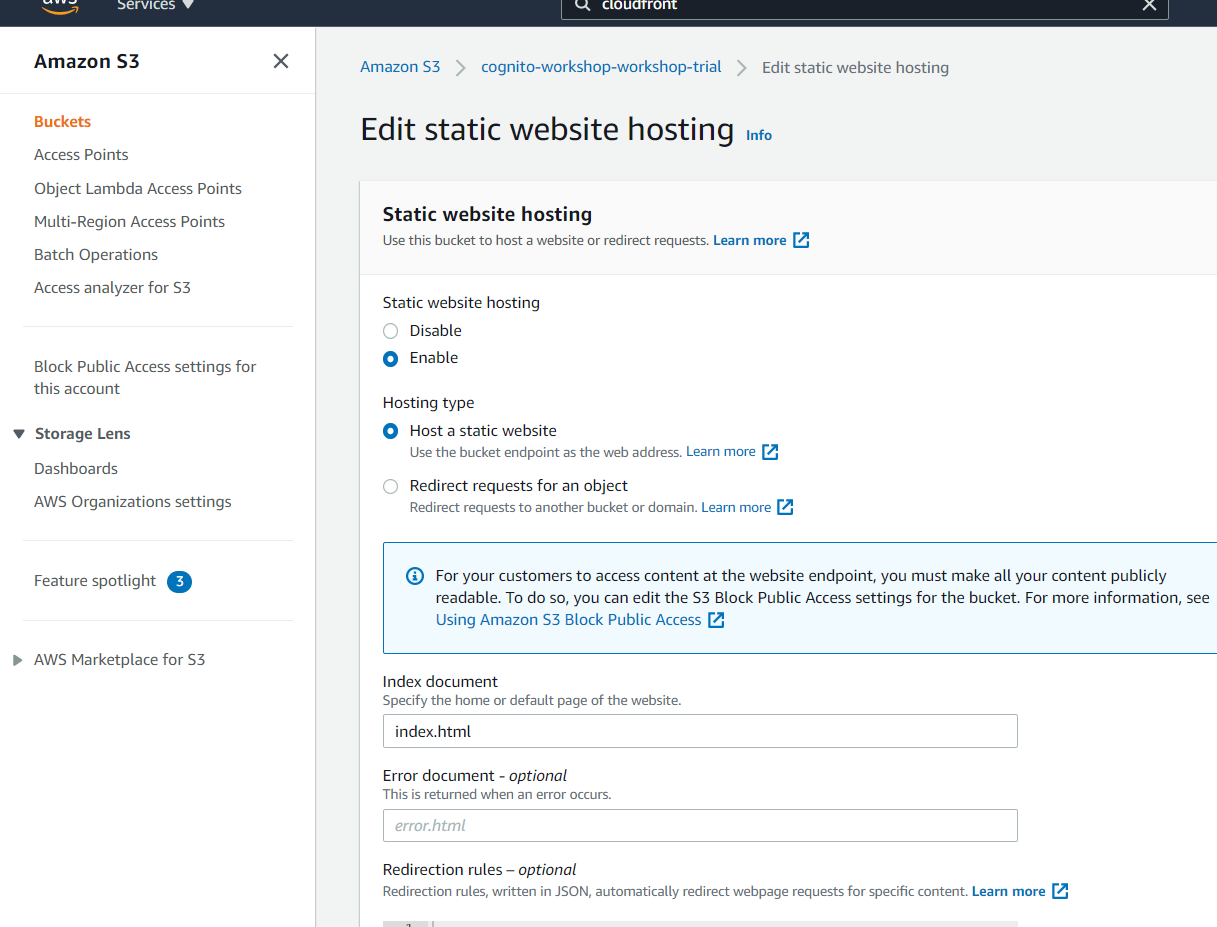 aws
Services
cloudfront
Amazon S3
Buckets
Access Points
Object Lambda Access Points
Multi-Region Access Points
Batch Operations
Access analyzer for S3
Block Public Access settings for
this account
Storage Lens
Dashboards
AWS Organizations settings
Feature spotlight 3
AWS Marketplace for S3
Amazon S3 > cognito-workshop-workshop-trial > Edit static website hosting
Edit static website hosting Info
Static website hosting
Use this bucket to host a website or redirect requests. Learn more
Static website hosting
Disable
Enable
Hosting type
Host a static website
Use the bucket endpoint as the web address. Learn more
Redirect requests for an object
Redirect requests to another bucket or domain. Learn more
For your customers to access content at the website endpoint, you must make all your content publicly
readable. To do so, you can edit the S3 Block Public Access settings for the bucket. For more information, see
Using Amazon S3 Block Public Access
Index document
Specify the home or default page of the website.
index.html
Error document - optional
This is returned when an error occurs.
error.html
Redirection rules – optional
Redirection rules, written in JSON, automatically redirect webpage requests for specific content. Learn more